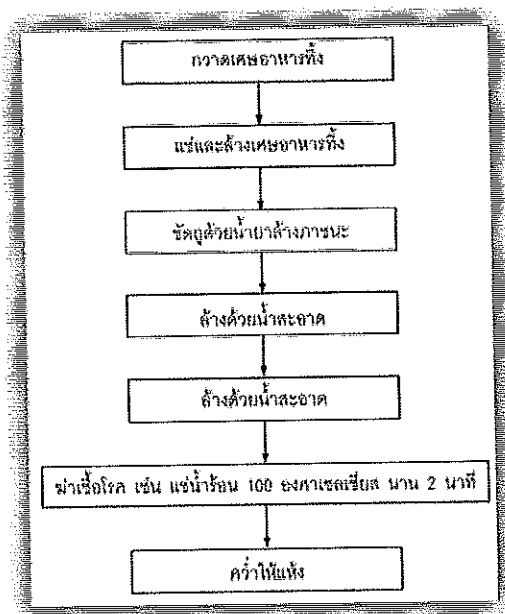 กวาดเศษอาหารทิ้ง
แช่และล้างเศษอาหารทิ้ง
ขัดถูด้วยน้ำยาล้างภาชนะ
ล้างด้วยน้ำสะอาด
ล้างด้วยน้ำสะอาด
ฆ่าเชื้อโรค เช่น แช่น้ำร้อน 100 องศาเซลเซียส นาน 2 นาที
คว่ำให้แห้ง